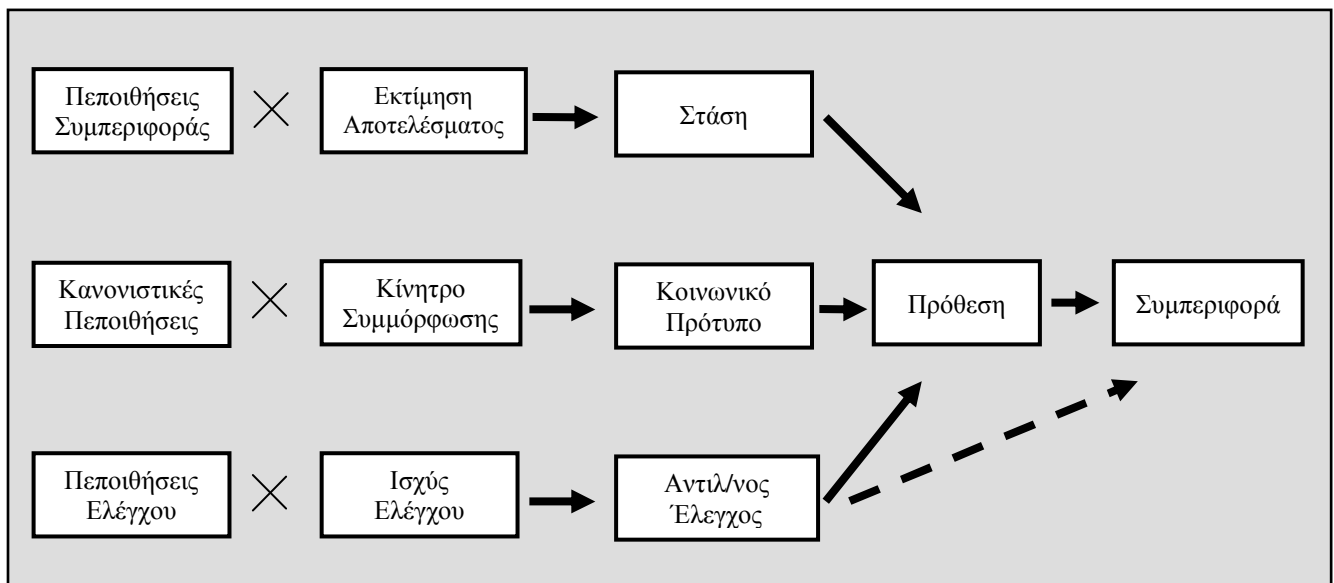 Πεποιθήσεις
Συμπεριφοράς
Εκτίμηση
Αποτελέσματος
Στάση
Κανονιστικές
Πεποιθήσεις
Κίνητρο
Συμμόρφωσης
Κοινωνικό
Πρότυπο
Πρόθεση
Συμπεριφορά
Πεποιθήσεις
Ελέγχου
Ισχύς
Ελέγχου
Αντιλ/νος
Έλεγχος